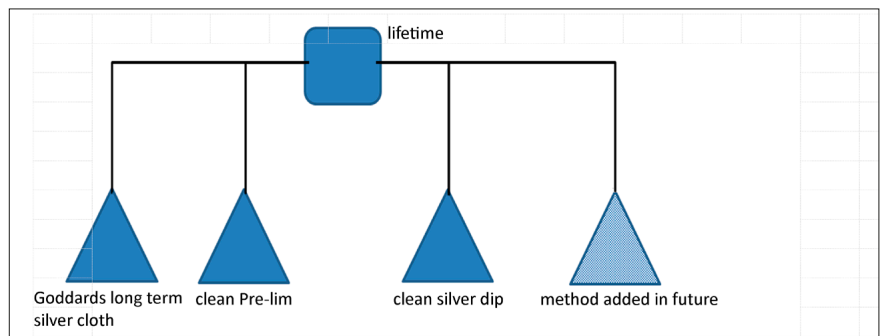 lifetime
Goddards long term
silver cloth
clean Pre-lim
clean silver dip
method added in future